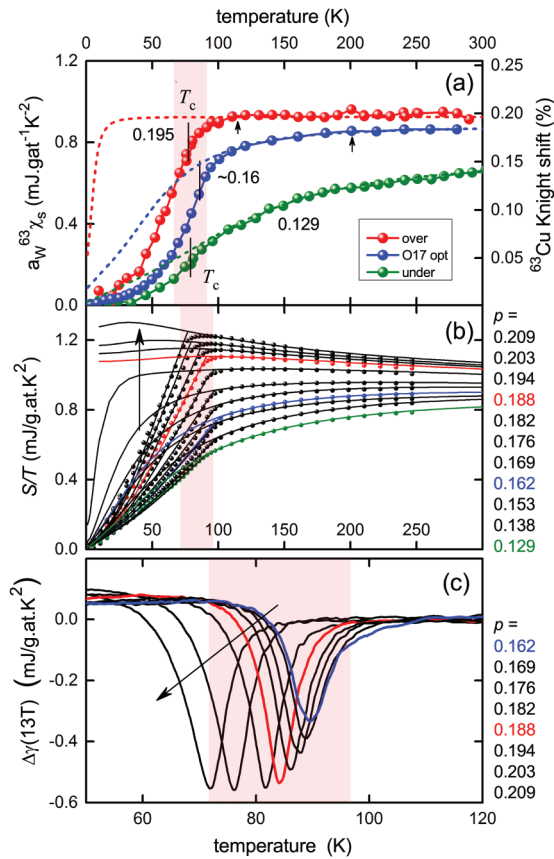 temperature (K)
0 50 100 150 200 250 300
1.2
0.8
0.4
0.0
a_W ⁶³χ_s (mJ.gat⁻¹K⁻²)
(a)
T_c
0.195
~0.16
0.129
T_c
over
O17 opt
under
0.25
0.20
0.15
0.10
0.05
0.00
⁶³Cu Knight shift (%)
50 100 150 200 250
1.2
0.8
0.4
0.0
S/T (mJ/g.at.K²)
(b)
p =
0.209
0.203
0.194
0.188
0.182
0.176
0.169
0.162
0.153
0.138
0.129
0 50 100 150 200 250
0.0
-0.2
-0.4
-0.6
Δγ(13T) (mJ/g.at.K²)
(c)
p =
0.162
0.169
0.176
0.182
0.188
0.194
0.203
0.209
60 80 100 120
temperature (K)